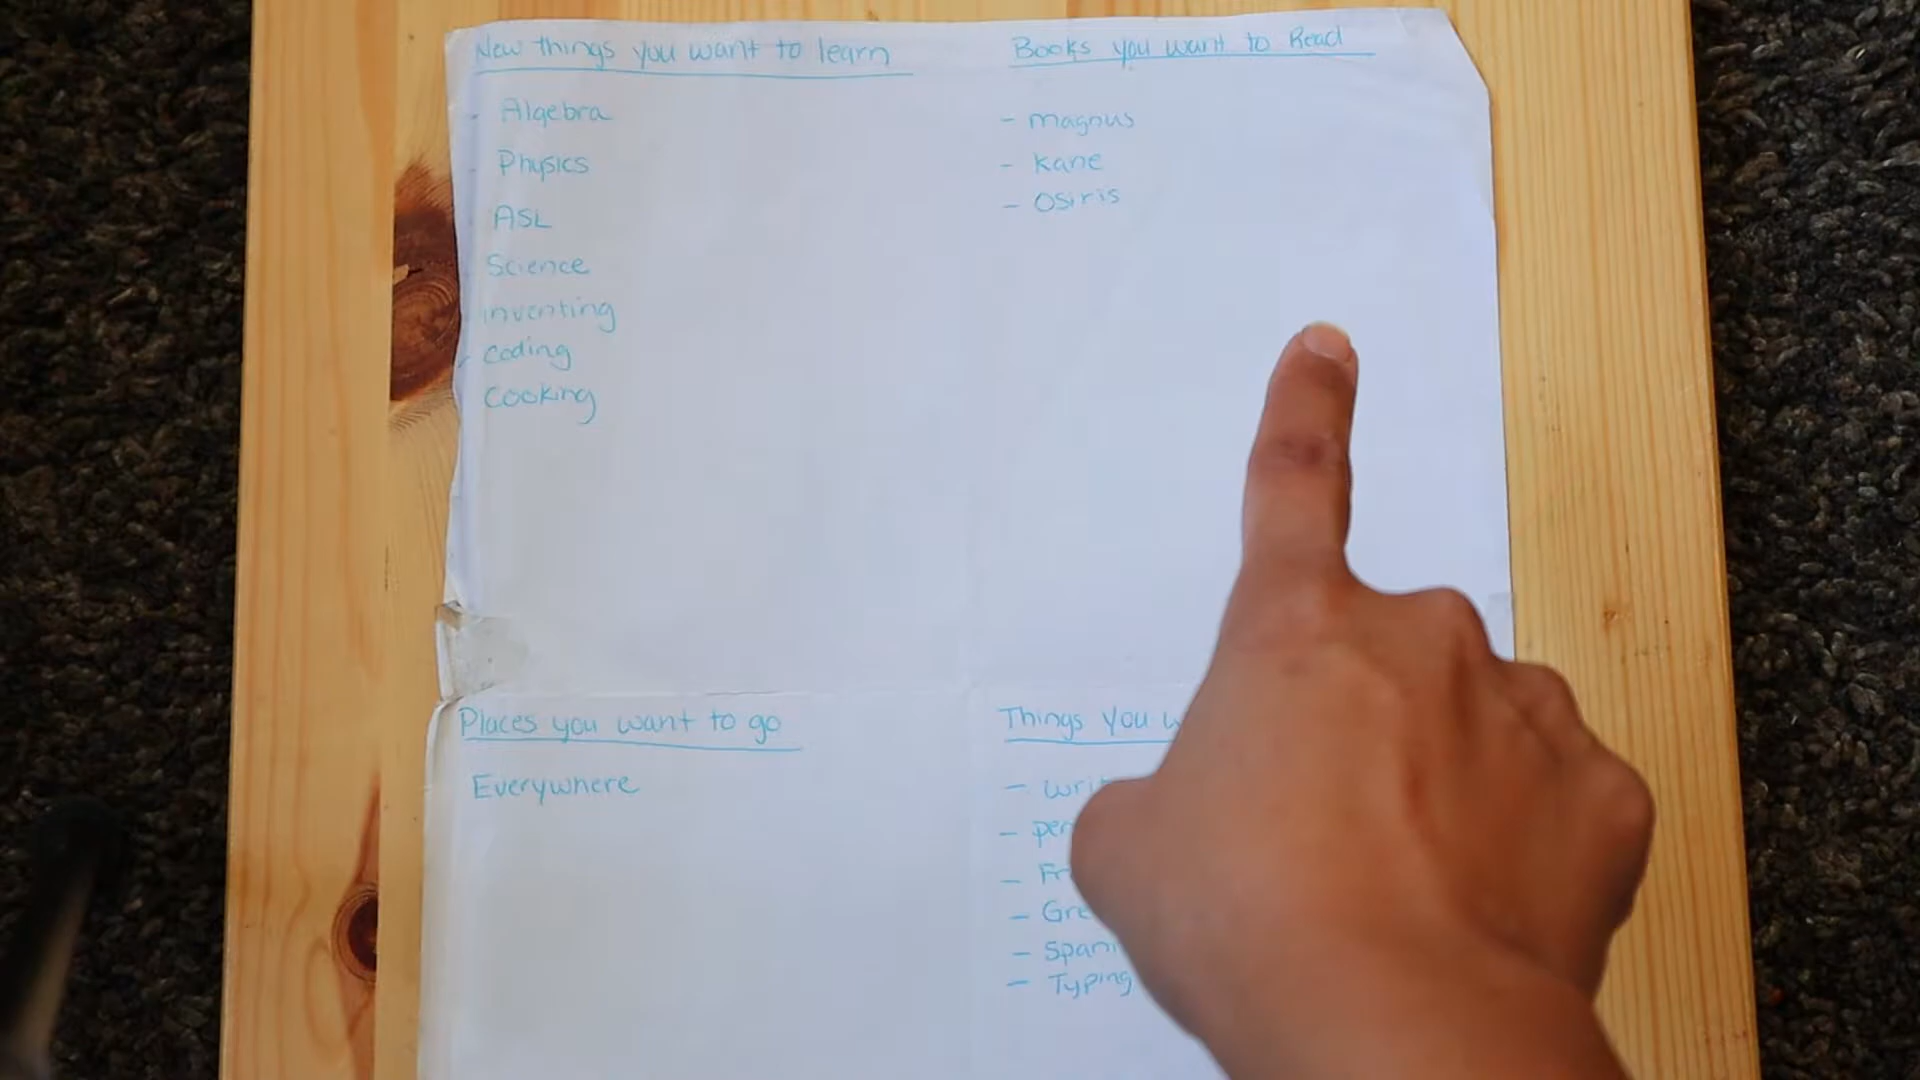 New things you want to learn
- Algebra
- Physics
ASL
Science
inventing
- coding
Cooking
Books you want to Read
- magnus
- Kane
- Osiris
Places you want to go
Everywhere
Things you
-
-
-
-
-
- Typing